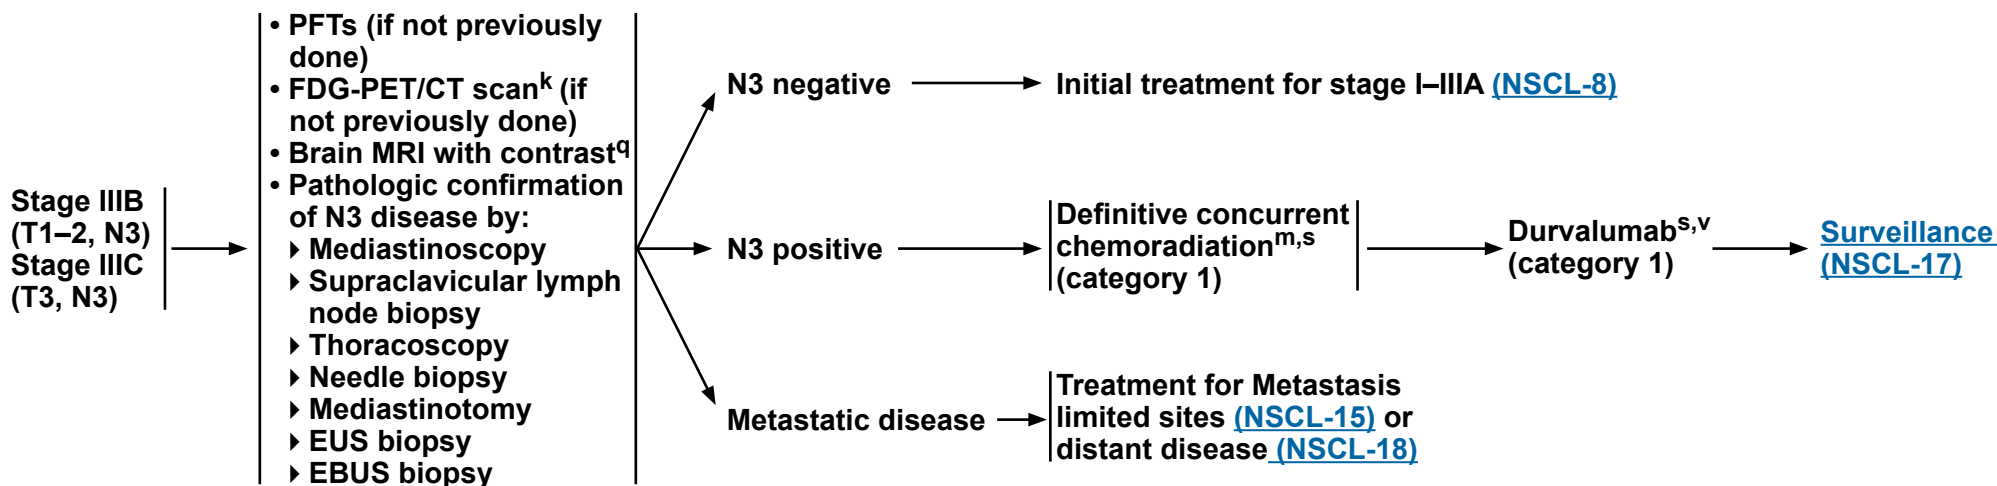 Stage IIIB
(T1–2, N3)
Stage IIIC
(T3, N3)
• PFTs (if not previously
done)
• FDG-PET/CT scanᵏ (if
not previously done)
• Brain MRI with contrast^q
• Pathologic confirmation
of N3 disease by:
▸ Mediastinoscopy
▸ Supraclavicular lymph
node biopsy
▸ Thoracoscopy
▸ Needle biopsy
▸ Mediastinotomy
▸ EUS biopsy
▸ EBUS biopsy
N3 negative
Initial treatment for stage I–IIIA (NSCL-8)
N3 positive
Definitive concurrent
chemoradiation^m,s
(category 1)
Durvalumab^s,v
(category 1)
Surveillance
(NSCL-17)
Metastatic disease
Treatment for Metastasis
limited sites (NSCL-15) or
distant disease (NSCL-18)